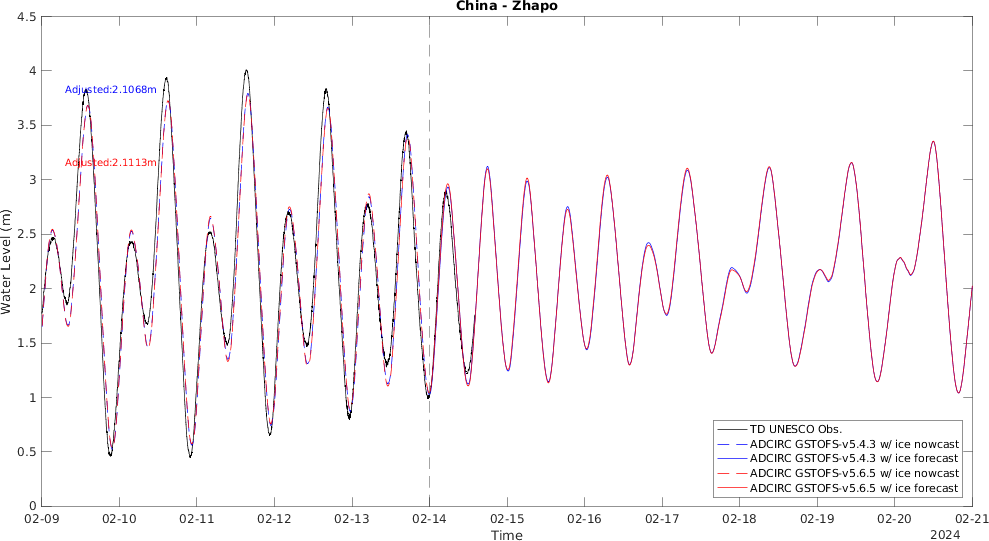 China - Zhapo
4.5
4
3.5
3
2.5
2
1.5
1
0.5
0
Water Level (m)
Adjusted:2.1068m
Adjusted:2.1113m
TD UNESCO Obs.
ADCIRC GSTOFS-v5.4.3 w/ ice nowcast
ADCIRC GSTOFS-v5.4.3 w/ ice forecast
ADCIRC GSTOFS-v5.6.5 w/ ice nowcast
ADCIRC GSTOFS-v5.6.5 w/ ice forecast
02-09 02-10 02-11 02-12 02-13 02-14 02-15 02-16 02-17 02-18 02-19 02-20 02-21
Time
2024